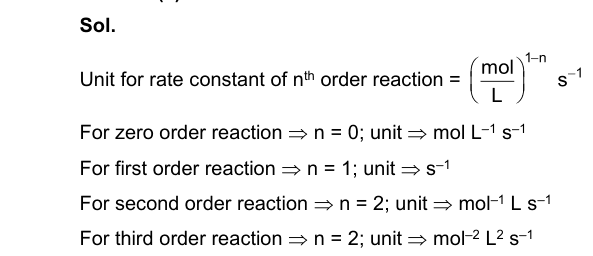 Sol.
Unit for rate constant of nᵗʰ order reaction = (mol/L)¹⁻ⁿ s⁻¹
For zero order reaction ⇒ n = 0; unit ⇒ mol L⁻¹ s⁻¹
For first order reaction ⇒ n = 1; unit ⇒ s⁻¹
For second order reaction ⇒ n = 2; unit ⇒ mol⁻¹ L s⁻¹
For third order reaction ⇒ n = 2; unit ⇒ mol⁻² L² s⁻¹